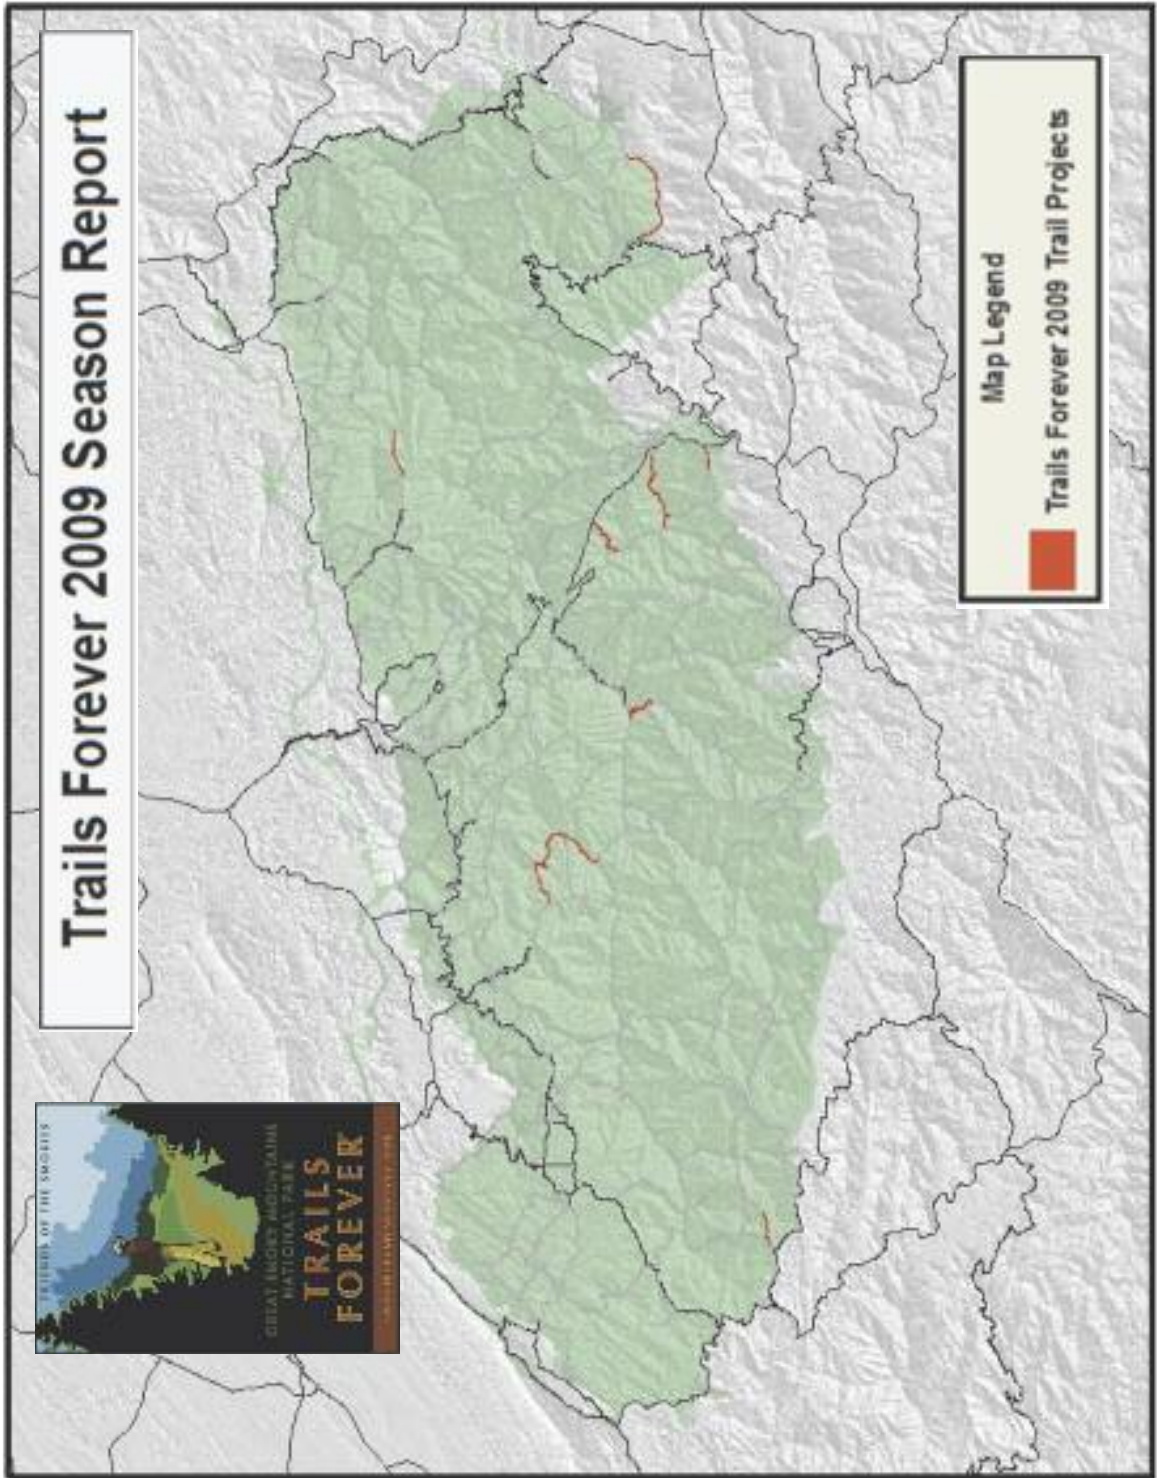 Trails Forever 2009 Season Report
FRIENDS OF THE SMOKIES
GREAT SMOKY MOUNTAINS
NATIONAL PARK
TRAILS
FOREVER
Map Legend
Trails Forever 2009 Trail Projects